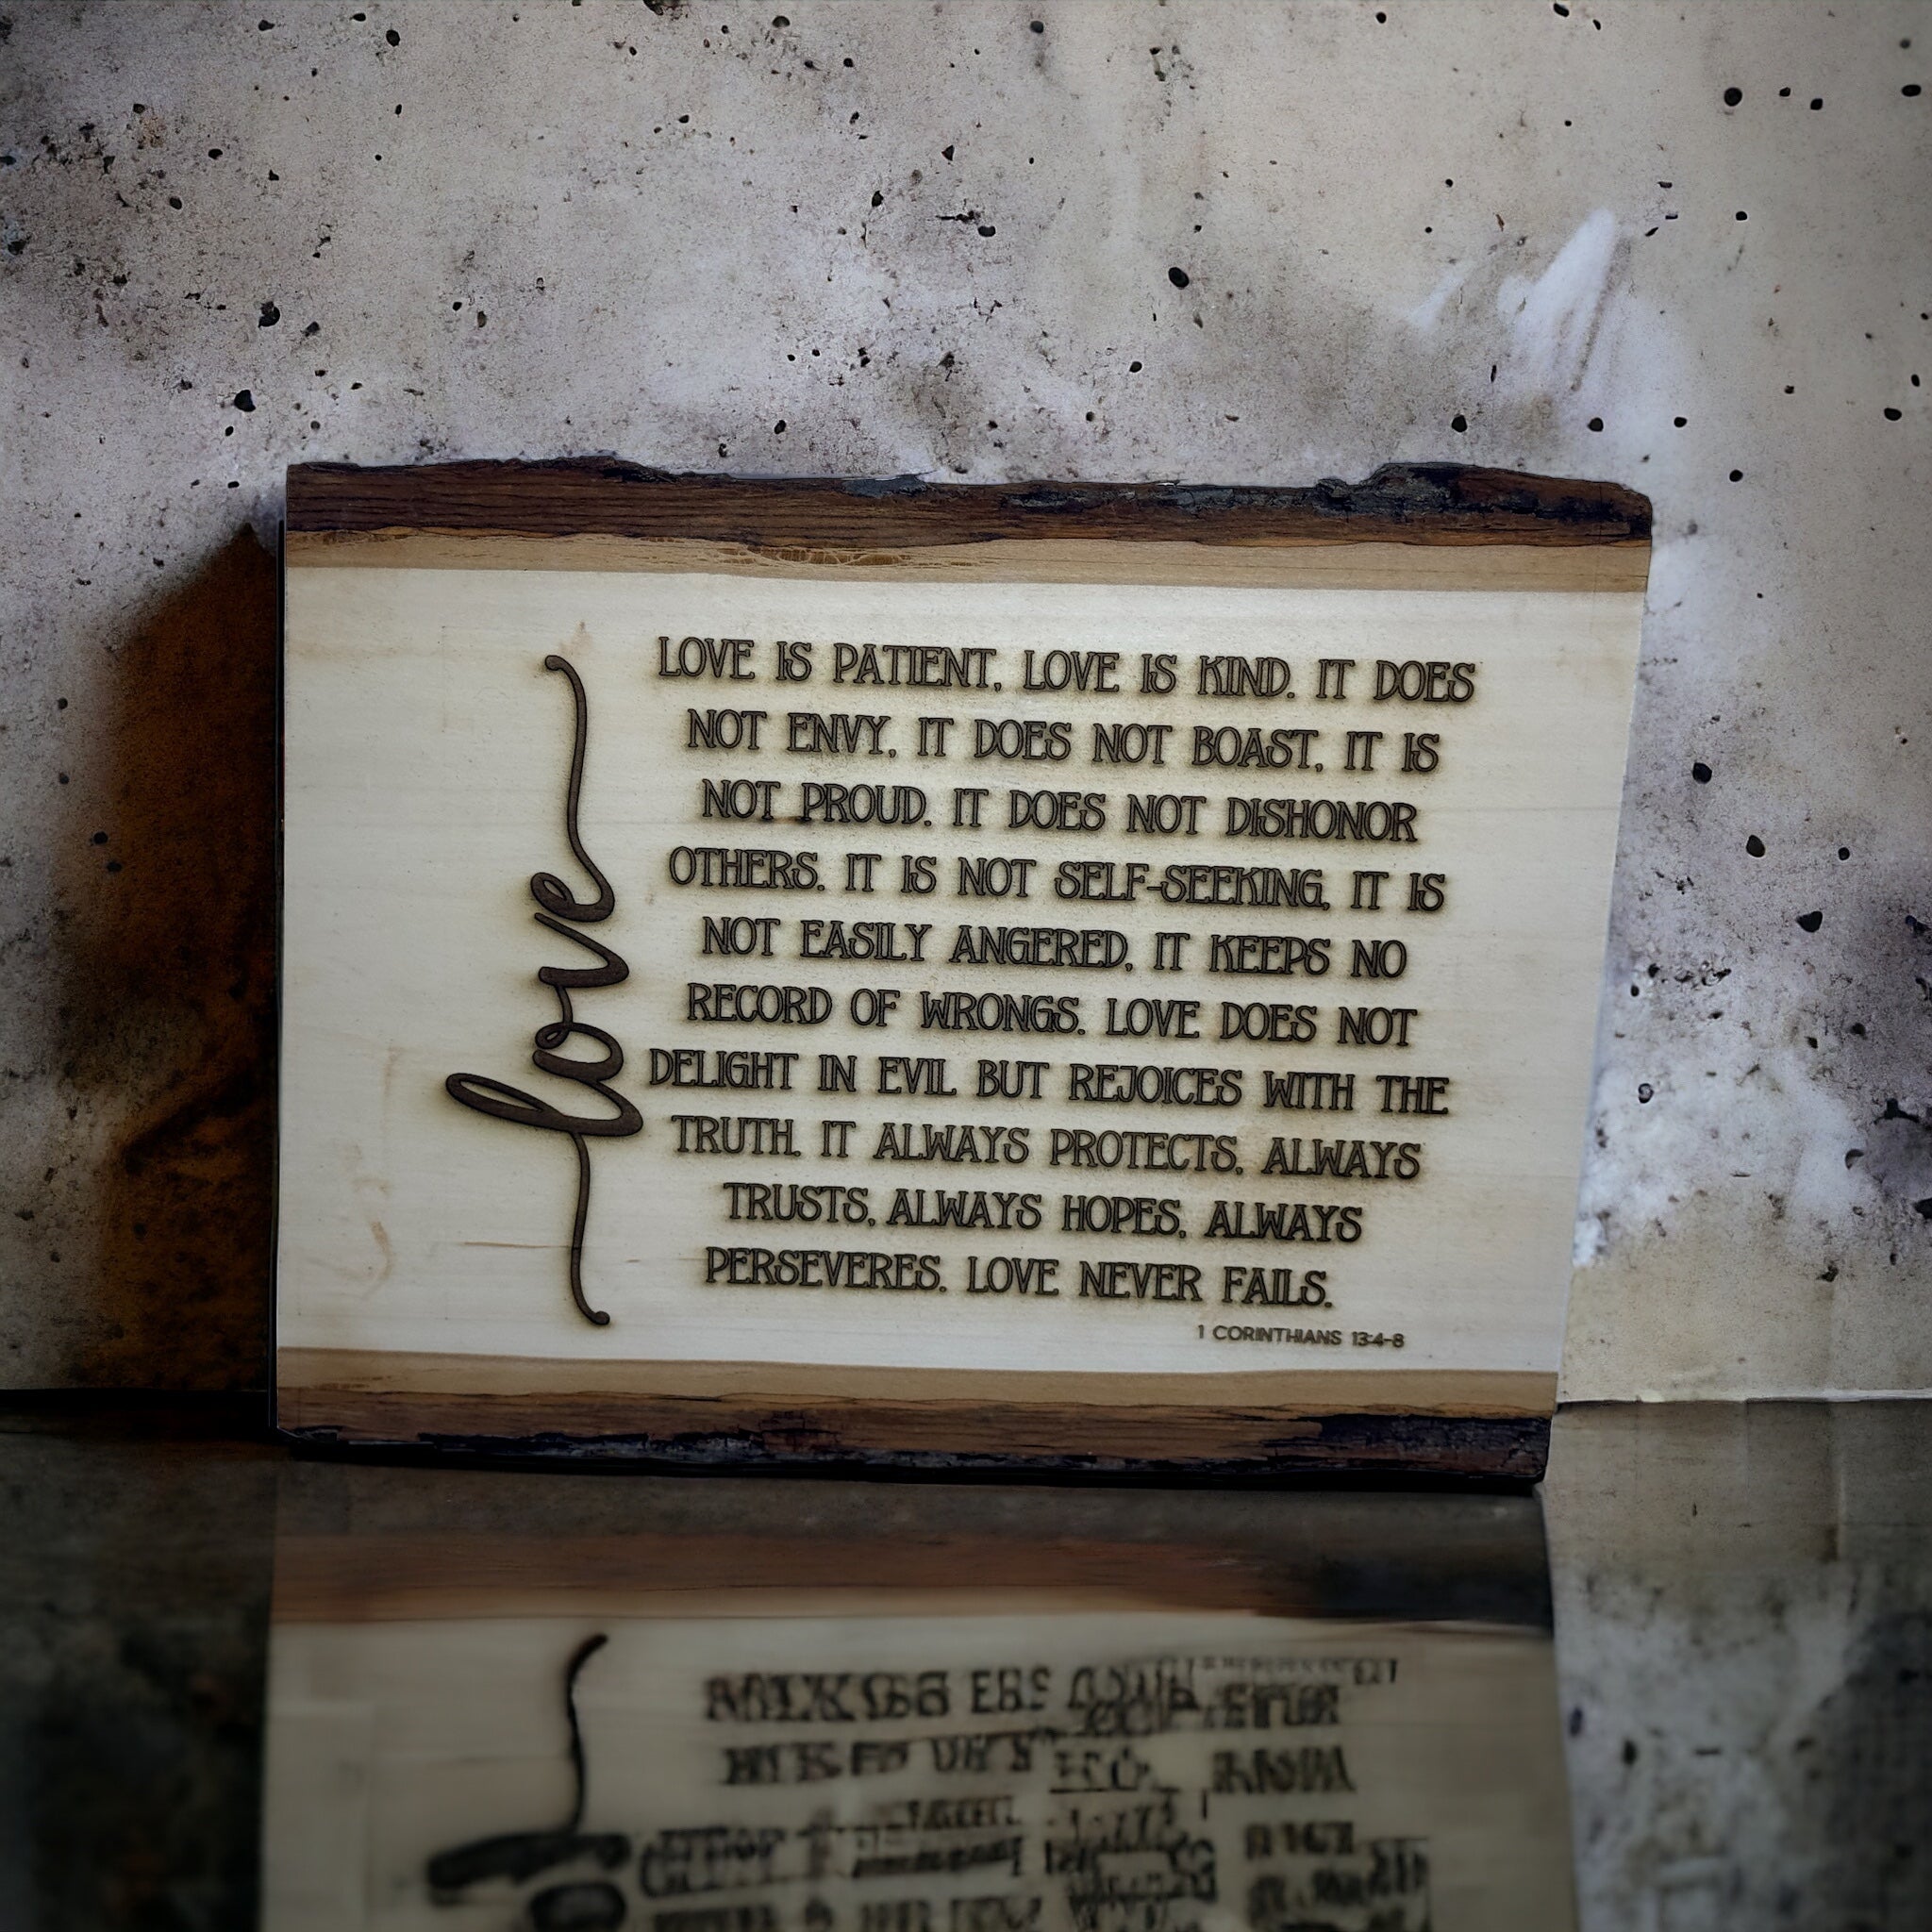 love
LOVE IS PATIENT, LOVE IS KIND. IT DOES
NOT ENVY, IT DOES NOT BOAST, IT IS
NOT PROUD. IT DOES NOT DISHONOR
OTHERS. IT IS NOT SELF-SEEKING, IT IS
NOT EASILY ANGERED, IT KEEPS NO
RECORD OF WRONGS. LOVE DOES NOT
DELIGHT IN EVIL BUT REJOICES WITH THE
TRUTH. IT ALWAYS PROTECTS, ALWAYS
TRUSTS, ALWAYS HOPES, ALWAYS
PERSEVERES. LOVE NEVER FAILS.
1 CORINTHIANS 13:4-8